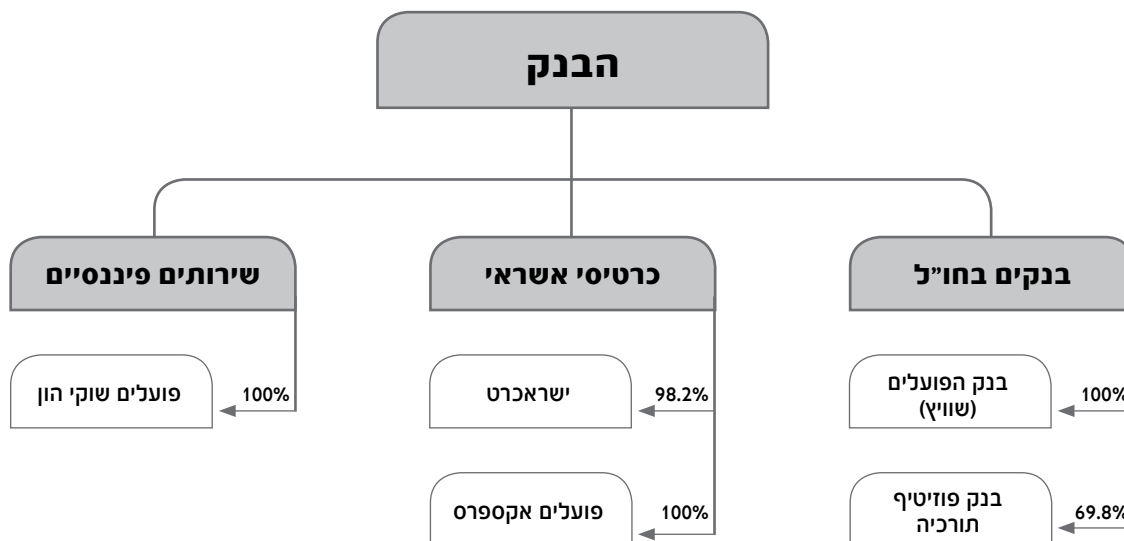 הבנק
בנקים בחו״ל
כרטיסי אשראי
שירותים פיננסיים
בנק הפועלים
(שוויץ)
100%
ישראכרט
98.2%
פועלים שוקי הון
100%
בנק פוזיטיף
תורכיה
69.8%
פועלים אקספרס
100%